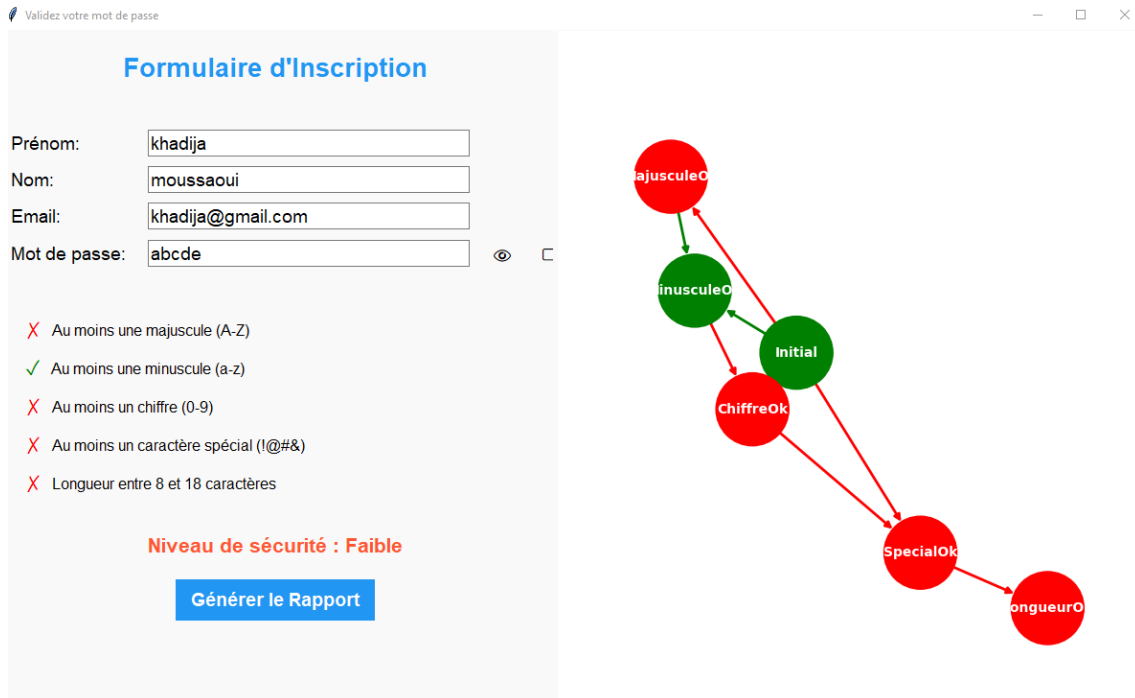 Validez votre mot de passe
Formulaire d'Inscription
Prénom: khadija
Nom: moussaoui
Email: khadija@gmail.com
Mot de passe: abcde
╳ Au moins une majuscule (A-Z)
✓ Au moins une minuscule (a-z)
╳ Au moins un chiffre (0-9)
╳ Au moins un caractère spécial (!@#&)
╳ Longueur entre 8 et 18 caractères
Niveau de sécurité : Faible
Générer le Rapport
ajusculeO
inusculeO
Initial
ChiffreOk
SpecialOk
ongueurO